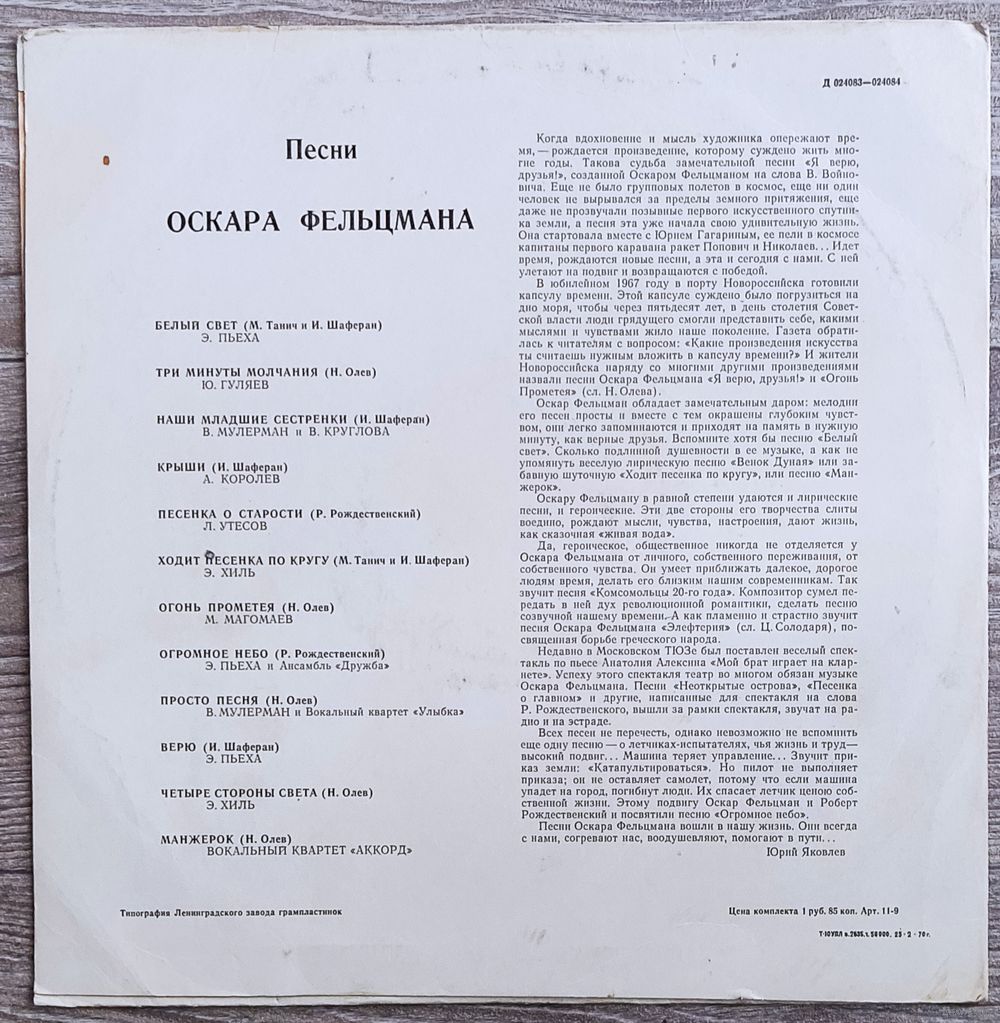 Д 024083—024084
Песни
ОСКАРА ФЕЛЬЦМАНА
БЕЛЫЙ СВЕТ (М. Танич и И. Шаферан)
Э. ПЬЕХА
ТРИ МИНУТЫ МОЛЧАНИЯ (Н. Олев)
Ю. ГУЛЯЕВ
НАШИ МЛАДШИЕ СЕСТРЕНКИ (И. Шаферан)
В. МУЛЕРМАН и В. КРУГЛОВА
КРЫШИ (И. Шаферан)
А. КОРОЛЕВ
ПЕСЕНКА О СТАРОСТИ (Р. Рождественский)
Л. УТЕСОВ
ХОДИТ ПЕСЕНКА ПО КРУГУ (М. Танич и И. Шаферан)
Э. ХИЛЬ
ОГОНЬ ПРОМЕТЕЯ (Н. Олев)
М. МАГОМАЕВ
ОГРОМНОЕ НЕБО (Р. Рождественский)
Э. ПЬЕХА и Ансамбль «Дружба»
ПРОСТО ПЕСНЯ (Н. Олев)
В. МУЛЕРМАН и Вокальный квартет «Улыбка»
ВЕРЮ (И. Шаферан)
Э. ПЬЕХА
ЧЕТЫРЕ СТОРОНЫ СВЕТА (Н. Олев)
Э. ХИЛЬ
МАНЖЕРОК (Н. Олев)
ВОКАЛЬНЫЙ КВАРТЕТ «АККОРД»
Когда вдохновение и мысль художника опережают вре-
мя, — рождается произведение, которому суждено жить мно-
гие годы. Такова судьба замечательной песни «Я верю,
друзья!», созданной Оскаром Фельцманом на слова В. Войно-
вича. Еще не было групповых полетов в космос, еще ни один
человек не вырывался за пределы земного притяжения, еще
даже не прозвучали позывные первого искусственного спутни-
ка земли, а песня эта уже начала свою удивительную жизнь.
Она стартовала вместе с Юрием Гагариным, ее пели в космосе
капитаны первого каравана ракет Попович и Николаев... Идет
время, рождаются новые песни, а эта и сегодня с нами. С ней
улетают на подвиг и возвращаются с победой.
В юбилейном 1967 году в порту Новороссийска готовили
капсулу времени. Этой капсуле суждено было погрузиться на
дно моря, чтобы через пятьдесят лет, в день столетия Совет-
ской власти люди грядущего смогли представить себе, какими
мыслями и чувствами жило наше поколение. Газета обрати-
лась к читателям с вопросом: «Какие произведения искусства
ты считаешь нужным вложить в капсулу времени?» И жители
Новороссийска наряду со многими другими произведениями
назвали песни Оскара Фельцмана «Я верю, друзья!» и «Огонь
Прометея» (сл. Н. Олева).
Оскар Фельцман обладает замечательным даром: мелодии
его песен просты и вместе с тем окрашены глубоким чувст-
вом, они легко запоминаются и приходят на память в нужную
минуту, как верные друзья. Вспомните хотя бы песню «Белый
свет». Сколько подлинной душевности в ее музыке, а как не
упомянуть веселую лирическую песню «Венок Дуная» или за-
бавную шуточную «Ходит песенка по кругу», или песню «Ман-
жерок».
Оскару Фельцману в равной степени удаются и лирические
песни, и героические. Эти две стороны его творчества слиты
воедино, рождают мысли, чувства, настроения, дают жизнь,
как сказочная «живая вода».
Да, героическое, общественное никогда не отделяется у
Оскара Фельцмана от личного, собственного переживания, от
собственного чувства. Он умеет приближать далекое, дорогое
людям время, делать его близким нашим современникам. Так
звучит песня «Комсомольцы 20-го года». Композитор сумел пе-
редать в ней дух революционной романтики, сделать песню
созвучной нашему времени. А как пламенно и страстно звучит
песня Оскара Фельцмана «Элефтерия» (сл. Ц. Солодаря), по-
священная борьбе греческого народа.
Недавно в Московском ТЮЗе был поставлен веселый спек-
такль по пьесе Анатолия Алексина «Мой брат играет на клар-
нете». Успеху этого спектакля театр во многом обязан музыке
Оскара Фельцмана. Песни «Неоткрытые острова», «Песенка
о главном» и другие, написанные для спектакля на слова
Р. Рождественского, вышли за рамки спектакля, звучат на ра-
дио и на эстраде.
Всех песен не перечесть, однако невозможно не вспомнить
еще одну песню — о летчиках-испытателях, чья жизнь и труд—
высокий подвиг... Машина теряет управление... Звучит при-
каз земли: «Катапультироваться». Но пилот не выполняет
приказа; он не оставляет самолет, потому что если машина
упадет на город, погибнут люди. Их спасает летчик ценою соб-
ственной жизни. Этому подвигу Оскар Фельцман и Роберт
Рождественский и посвятили песню «Огромное небо».
Песни Оскара Фельцмана вошли в нашу жизнь. Они всегда
с нами, согревают нас, воодушевляют, помогают в пути...
Юрий Яковлев
Типография Ленинградского завода грампластинок
Цена комплекта 1 руб. 85 коп. Арт. 11-9
Т-10УПЛ з. 2635. т. 50000. 23-2-70 г.